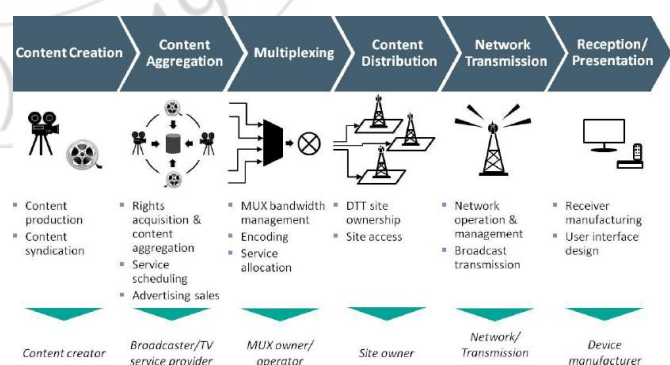 Content Creation
Content
Aggregation
Multiplexing
Content
Distribution
Network
Transmission
Reception/
Presentation
▪ Content
production
▪ Content
syndication
▪ Rights
acquisition &
content
aggregation
▪ Service
scheduling
▪ Advertising sales
▪ MUX bandwidth
management
▪ Encoding
▪ Service
allocation
▪ DTT site
ownership
▪ Site access
▪ Network
operation &
management
▪ Broadcast
transmission
▪ Receiver
manufacturing
▪ User interface
design
Content creator
Broadcaster/TV
service provider
MUX owner/
operator
Site owner
Network/
Transmission
Device
manufacturer